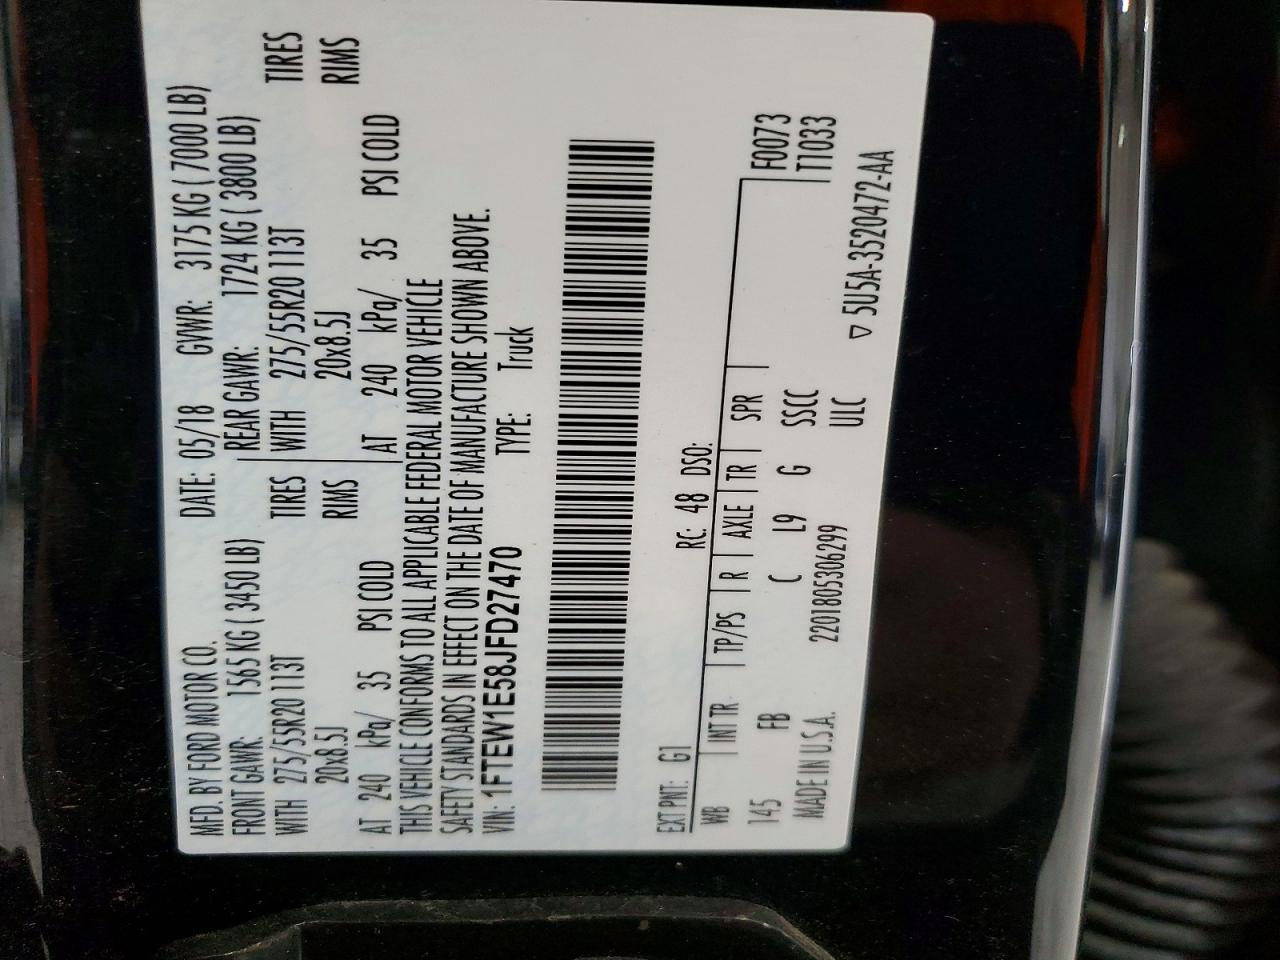 MFD. BY FORD MOTOR CO. DATE: 05/18 GVWR: 3175 KG ( 7000 LB)
FRONT GAWR: 1565 KG ( 3450 LB) REAR GAWR: 1724 KG ( 3800 LB)
WITH 275/55R20 113T TIRES WITH 275/55R20 113T TIRES
20x8.5J RIMS 20x8.5J RIMS
AT 240 kPa/ 35 PSI COLD AT 240 kPa/ 35 PSI COLD
THIS VEHICLE CONFORMS TO ALL APPLICABLE FEDERAL MOTOR VEHICLE
SAFETY STANDARDS IN EFFECT ON THE DATE OF MANUFACTURE SHOWN ABOVE.
VIN: 1FTEW1E58JFD27470 TYPE: Truck
EXT PNT: G1 RC: 48 DSO:
WB INT TR TP/PS R AXLE TR SPR F0073
145 FB C L9 G SSCC T1033
MADE IN U.S.A. 2201805306299 ULC
▽ 5U5A-3520472-AA